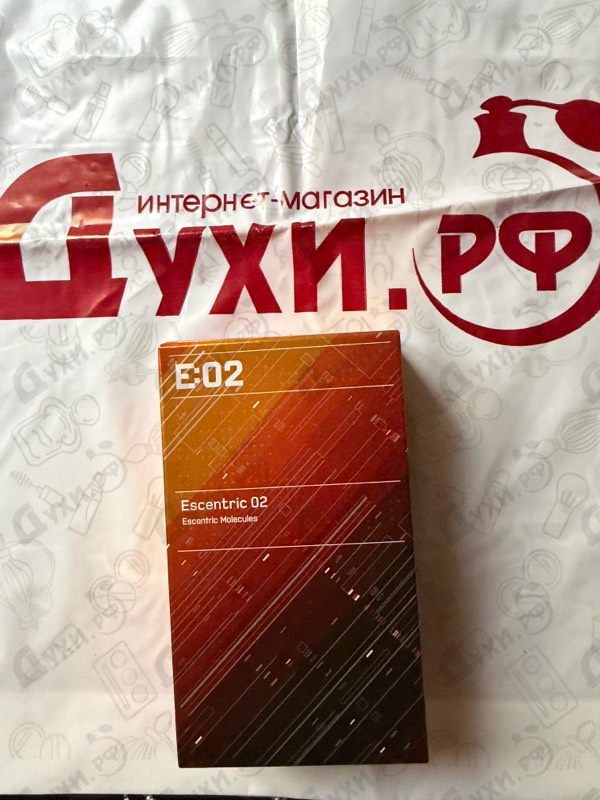 интернет-магазин
Духи.РФ
E:02
Escentric 02
Escentric Molecules